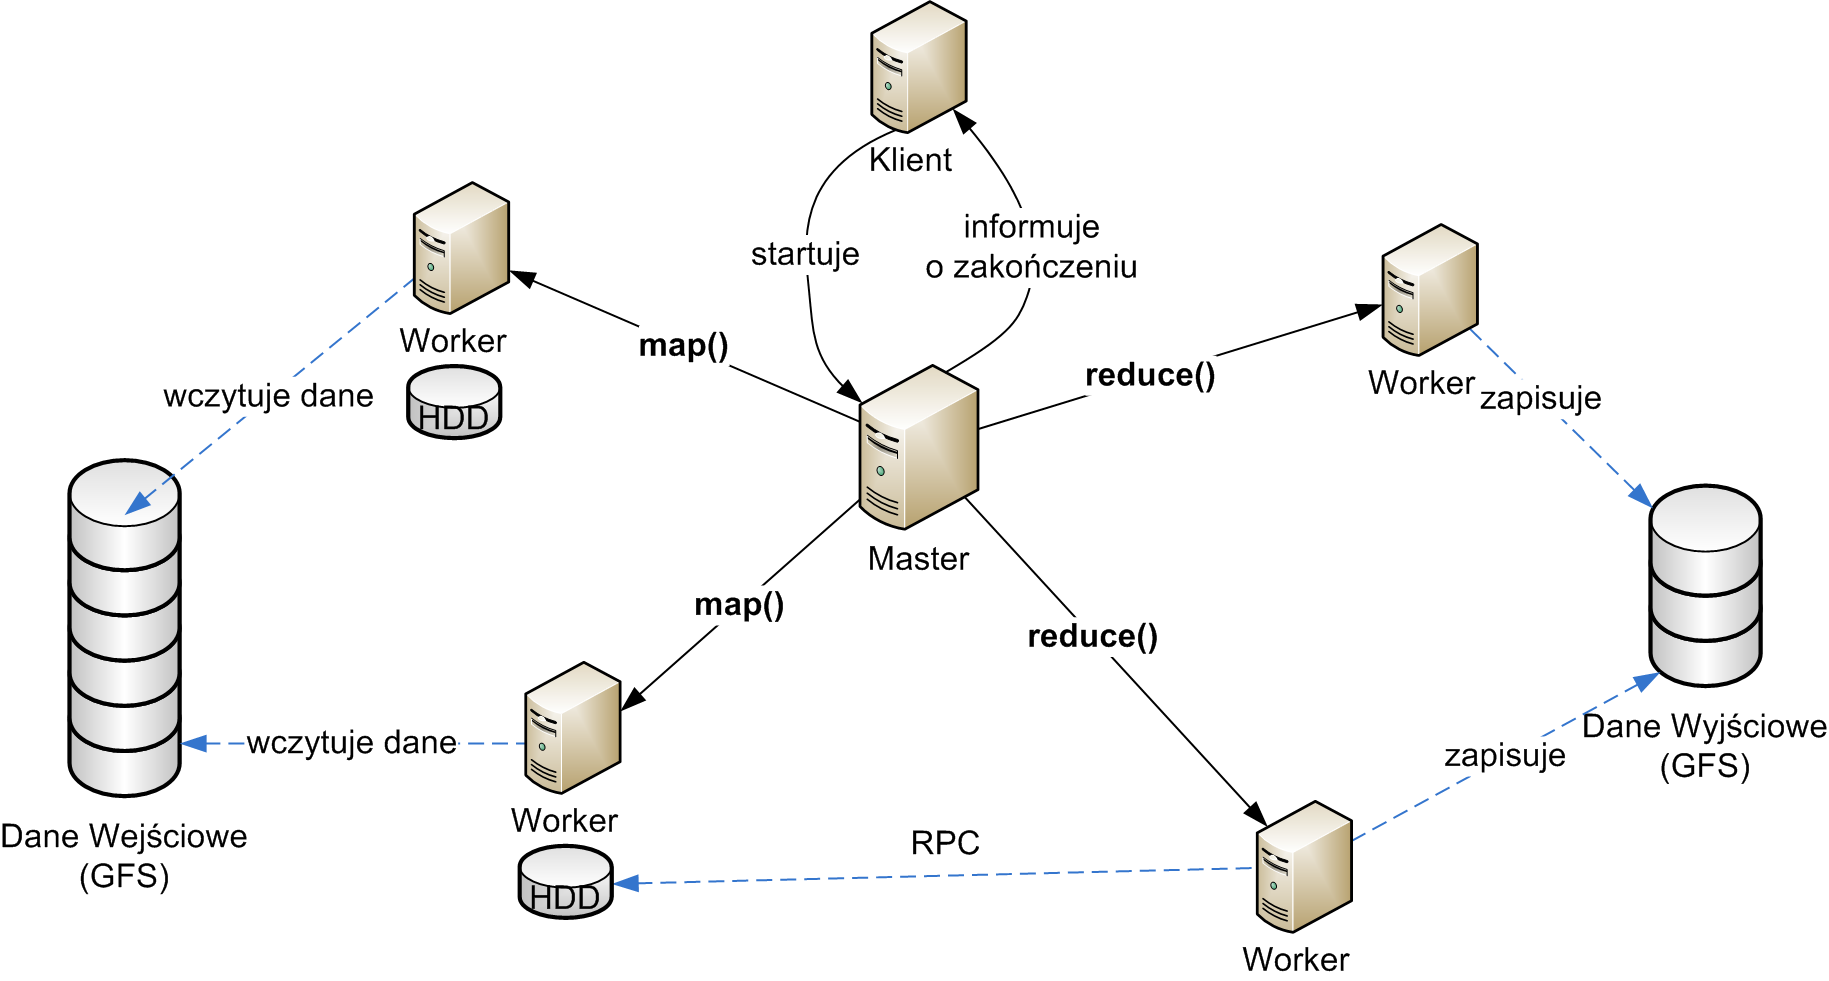 Klient
startuje
informuje
o zakończeniu
Worker
HDD
map()
wczytuje dane
reduce()
Worker
zapisuje
Master
map()
reduce()
Worker
HDD
wczytuje dane
Dane Wejściowe
(GFS)
RPC
zapisuje
Dane Wyjściowe
(GFS)
Worker